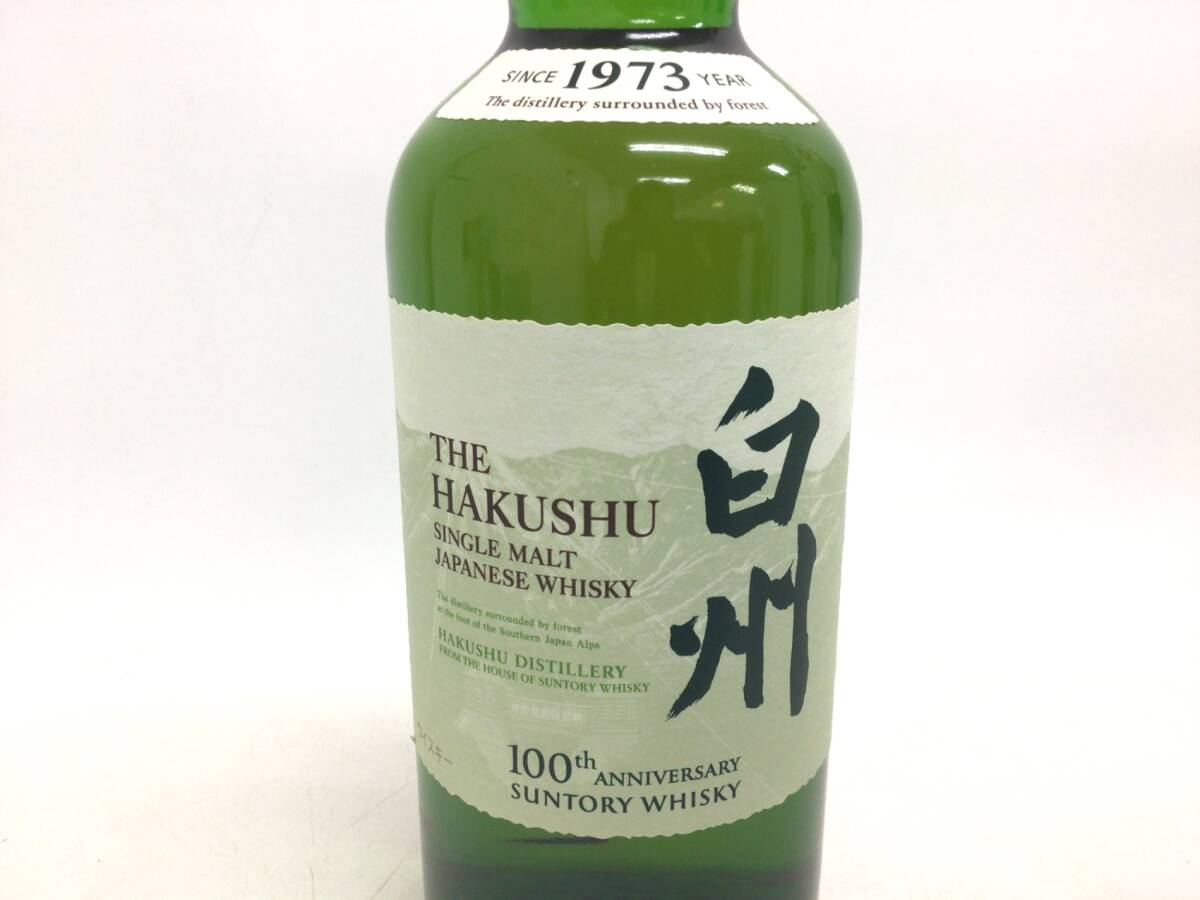 SINCE 1973 YEAR
The distillery surrounded by forest
THE
HAKUSHU
SINGLE MALT
JAPANESE WHISKY
The distillery surrounded by forest
at the foot of the Southern Japan Alps
HAKUSHU DISTILLERY
FROM THE HOUSE OF SUNTORY WHISKY
白州
ウイスキー
100th ANNIVERSARY
SUNTORY WHISKY